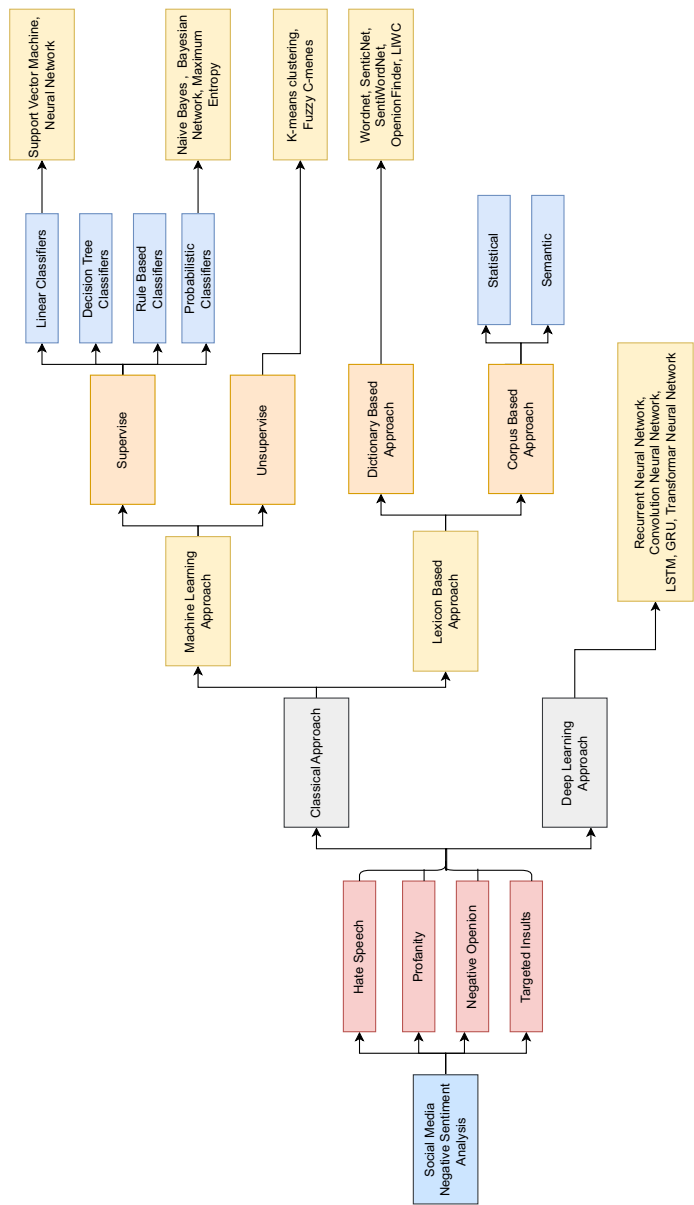 Social Media
Negative Sentiment
Analysis
Hate Speech
Profanity
Negative Openion
Targeted Insults
Classical Approach
Deep Learning
Approach
Machine Learning
Approach
Lexicon Based
Approach
Supervise
Unsupervise
Dictionary Based
Approach
Corpus Based
Approach
Linear Classifiers
Decision Tree
Classifiers
Rule Based
Classifiers
Probabilistic
Classifiers
Statistical
Semantic
Support Vector Machine,
Neural Network
Naive Bayes , Bayesian
Network, Maximum
Entropy
K-means clustering,
Fuzzy C-menes
Wordnet, SenticNet,
SentiWordNet,
OpenionFinder, LIWC
Recurrent Neural Network,
Convolution Neural Network,
LSTM, GRU, Transformar Neural Network